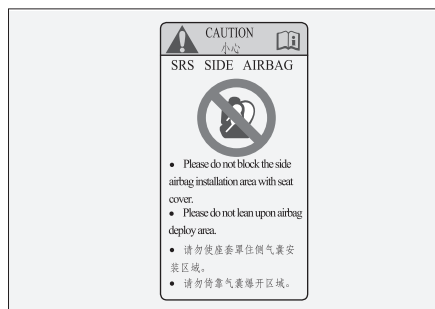 CAUTION
小心
SRS SIDE AIRBAG
● Please do not block the side
airbag installation area with seat
cover.
● Please do not lean upon airbag
deploy area.
● 请勿使座套罩住侧气囊安
装区域。
● 请勿倚靠气囊爆开区域。